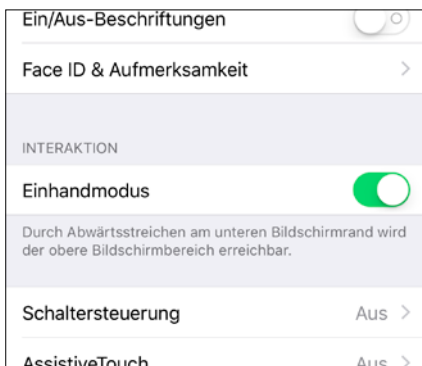 Ein/Aus-Beschriftungen
Face ID & Aufmerksamkeit
INTERAKTION
Einhandmodus
Durch Abwärtsstreichen am unteren Bildschirmrand wird
der obere Bildschirmbereich erreichbar.
Schaltersteuerung Aus
AssistiveTouch Aus